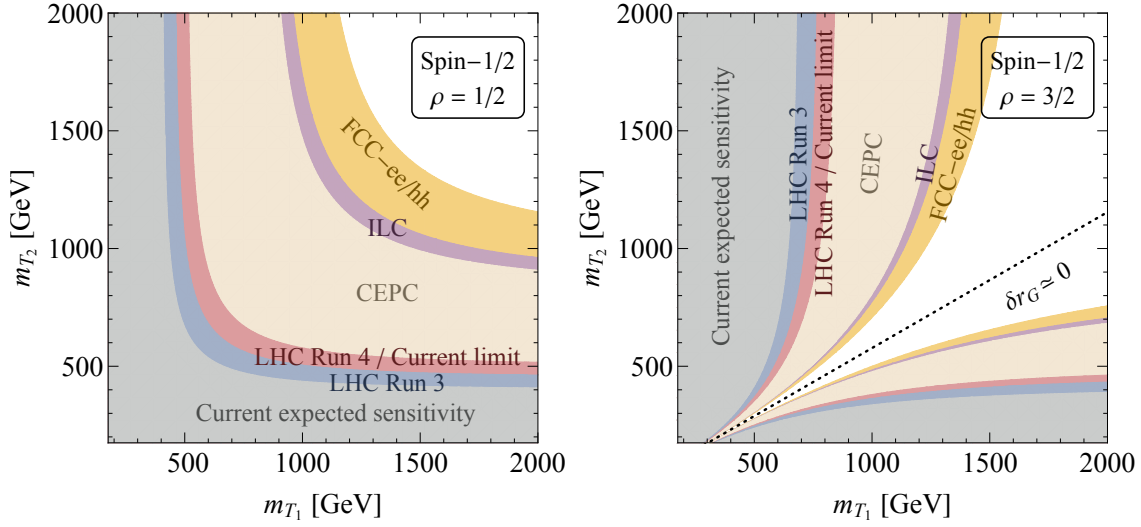 2000
1500
1000
500
m_{T_2} [GeV]
500
1000
1500
2000
m_{T_1} [GeV]
Spin−1/2
ρ = 1/2
FCC−ee/hh
ILC
CEPC
LHC Run 4 / Current limit
LHC Run 3
Current expected sensitivity
2000
1500
1000
500
m_{T_2} [GeV]
500
1000
1500
2000
m_{T_1} [GeV]
Spin−1/2
ρ = 3/2
Current expected sensitivity
LHC Run 3
LHC Run 4 / Current limit
CEPC
ILC
FCC−ee/hh
δr_G ≃ 0